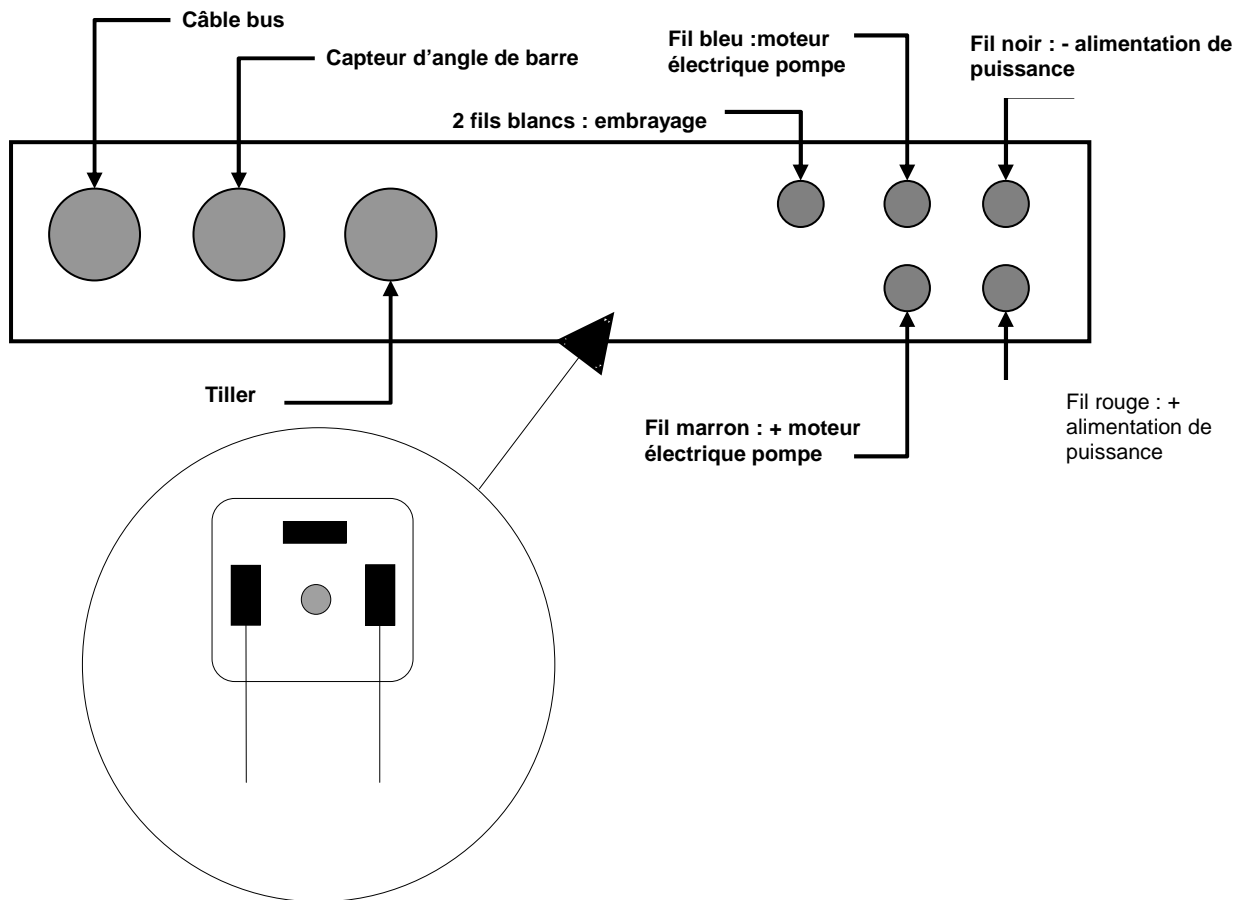 Câble bus
Capteur d'angle de barre
2 fils blancs : embrayage
Fil bleu :moteur
électrique pompe
Fil noir : - alimentation de
puissance
Tiller
Fil marron : + moteur
électrique pompe
Fil rouge : +
alimentation de
puissance